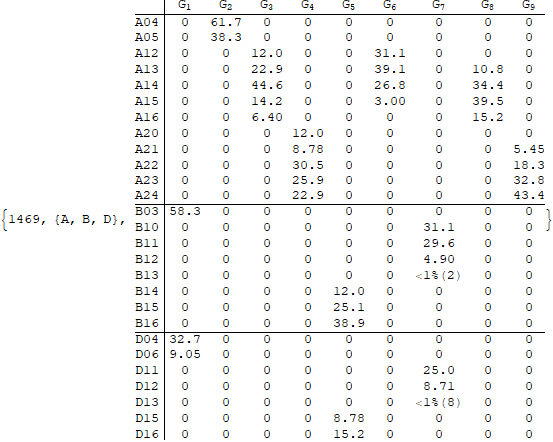 G₁ G₂ G₃ G₄ G₅ G₆ G₇ G₈ G₉
A04 0 61.7 0 0 0 0 0 0 0
A05 0 38.3 0 0 0 0 0 0 0
A12 0 0 12.0 0 0 31.1 0 0 0
A13 0 0 22.9 0 0 39.1 0 10.8 0
A14 0 0 44.6 0 0 26.8 0 34.4 0
A15 0 0 14.2 0 0 3.00 0 39.5 0
A16 0 0 6.40 0 0 0 0 15.2 0
A20 0 0 0 12.0 0 0 0 0 0
A21 0 0 0 8.78 0 0 0 0 5.45
A22 0 0 0 30.5 0 0 0 0 18.3
A23 0 0 0 25.9 0 0 0 0 32.8
A24 0 0 0 22.9 0 0 0 0 43.4
B03 58.3 0 0 0 0 0 0 0 0
{1469, {A, B, D}, }
B10 0 0 0 0 0 0 31.1 0 0
B11 0 0 0 0 0 0 29.6 0 0
B12 0 0 0 0 0 0 4.90 0 0
B13 0 0 0 0 0 0 <1%(2) 0 0
B14 0 0 0 0 12.0 0 0 0 0
B15 0 0 0 0 25.1 0 0 0 0
B16 0 0 0 0 38.9 0 0 0 0
D04 32.7 0 0 0 0 0 0 0 0
D06 9.05 0 0 0 0 0 0 0 0
D11 0 0 0 0 0 0 25.0 0 0
D12 0 0 0 0 0 0 8.71 0 0
D13 0 0 0 0 0 0 <1%(8) 0 0
D15 0 0 0 0 8.78 0 0 0 0
D16 0 0 0 0 15.2 0 0 0 0